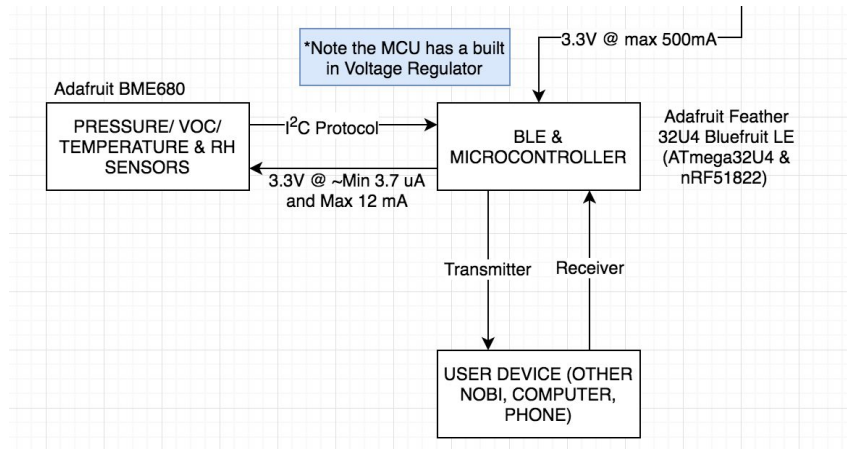 3.3V @ max 500mA
*Note the MCU has a built
in Voltage Regulator
Adafruit BME680
PRESSURE/ VOC/
TEMPERATURE & RH
SENSORS
I²C Protocol
3.3V @ ~Min 3.7 uA
and Max 12 mA
BLE &
MICROCONTROLLER
Adafruit Feather
32U4 Bluefruit LE
(ATmega32U4 &
nRF51822)
Transmitter
Receiver
USER DEVICE (OTHER
NOBI, COMPUTER,
PHONE)